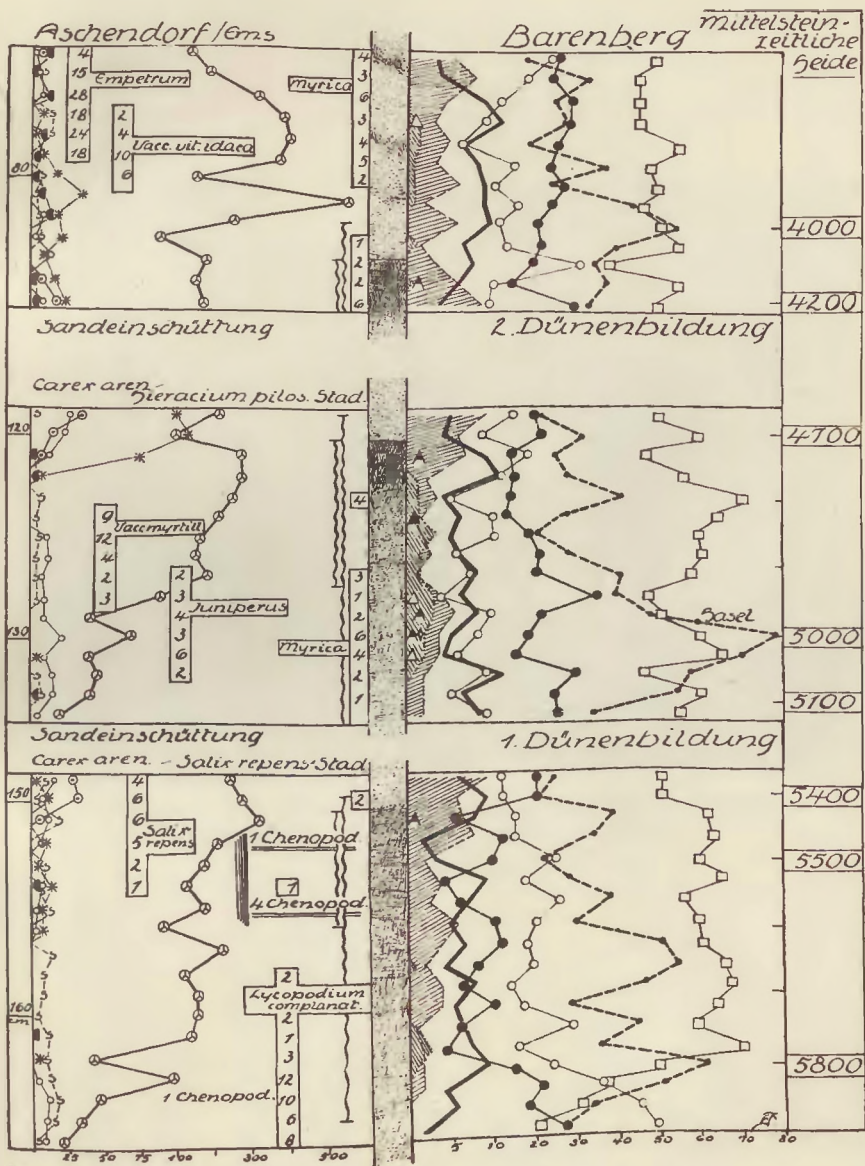 Aschendorf/Ems
Barenberg
Mittelstein-
zeitliche
Heide
4
15
28
18
24
18
Empetrum
2
4
10
6
Vacc. vit. idaea
Myrica
4
3
6
3
4
5
2
1
2
2
6
80
4000
4200
Sandeinschüttung
2. Dünenbildung
Carex aren.-
Hieracium pilos. Stad.
120
4700
4
9
12
4
2
3
Vacc myrtill
2
3
4
3
6
2
Juniperus
3
1
2
6
4
2
1
Myrica
Hasel
130
5000
5100
Sandeinschüttung
1. Dünenbildung
Carex aren. - Salix repens-Stad.
150
5400
4
6
6
5
2
1
Salix
repens
2
1 Chenopod.
5500
1
4 Chenopod.
2
Lycopodium
complanat.
2
1
3
12
10
6
8
160
cm
5800
1 Chenopod.
25 50 75 100 300 500
5 10 20 30 40 50 60 70 80